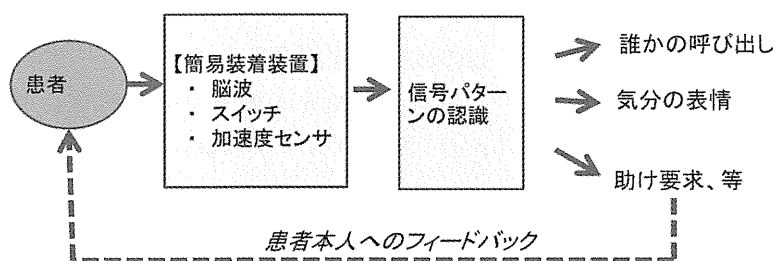 患者
【簡易装着装置】
・ 脳波
・ スイッチ
・ 加速度センサ
信号パター
ンの認識
誰かの呼び出し
気分の表情
助け要求、等
患者本人へのフィードバック